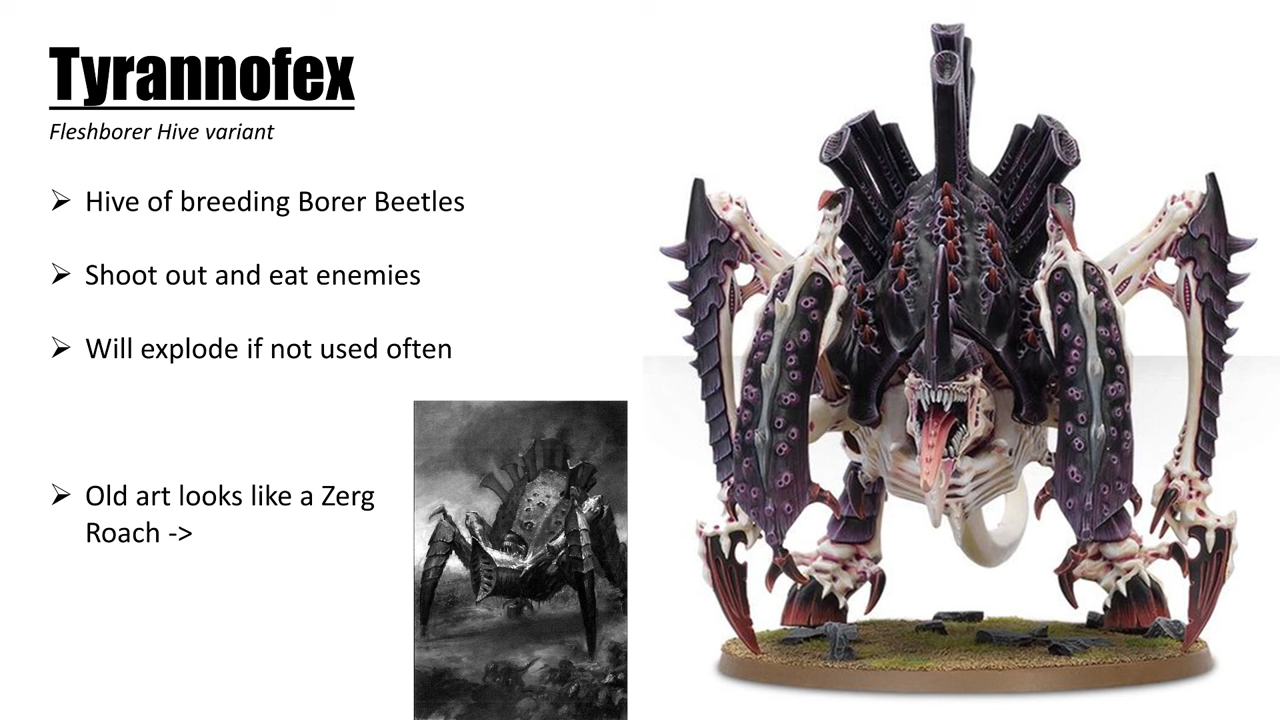 Tyrannofex
Fleshborer Hive variant
➢ Hive of breeding Borer Beetles
➢ Shoot out and eat enemies
➢ Will explode if not used often
➢ Old art looks like a Zerg
Roach ->